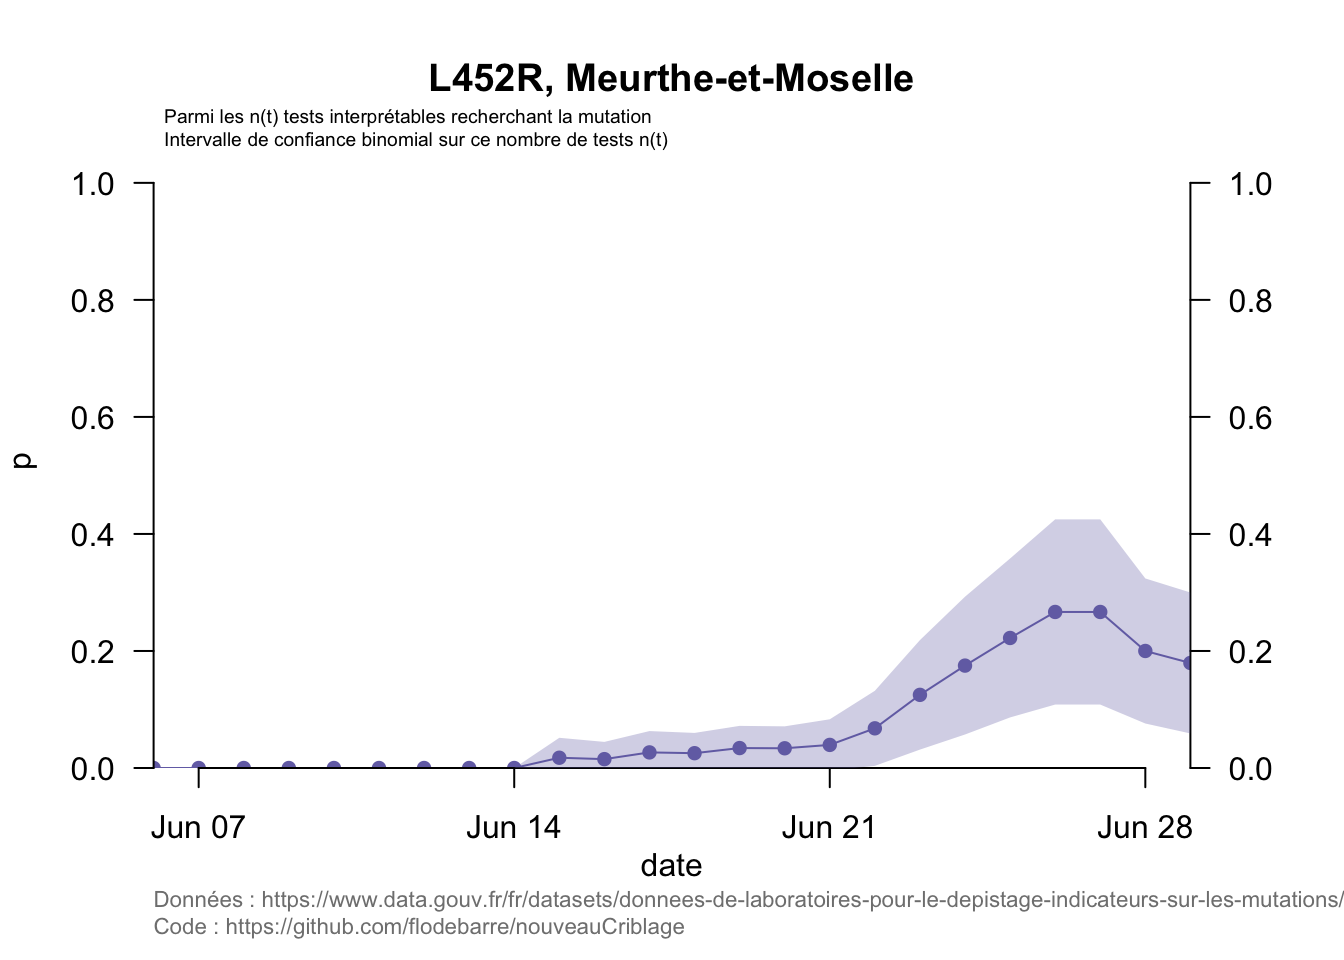 L452R, Meurthe-et-Moselle
Parmi les n(t) tests interprétables recherchant la mutation
Intervalle de confiance binomial sur ce nombre de tests n(t)
1.0 1.0
0.8 0.8
0.6 0.6
p
0.4 0.4
0.2 0.2
0.0 0.0
Jun 07 Jun 14 Jun 21 Jun 28
date
Données : https://www.data.gouv.fr/fr/datasets/donnees-de-laboratoires-pour-le-depistage-indicateurs-sur-les-mutations/
Code : https://github.com/flodebarre/nouveauCriblage